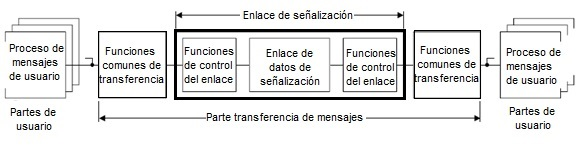 Enlace de señalización
Proceso de
mensajes
de usuario
Funciones
comunes de
transferencia
Funciones
de control
del enlace
Enlace de
datos de
señalización
Funciones
de control
del enlace
Funciones
comunes de
transferencia
Proceso de
mensajes
de usuario
Partes de
usuario
Parte transferencia de mensajes
Partes de
usuario